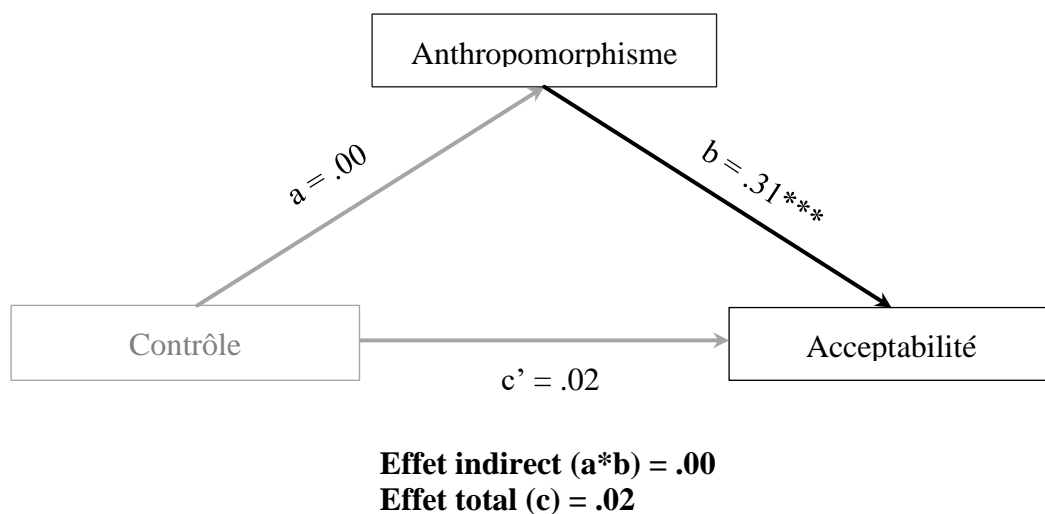 Anthropomorphisme
a = .00
b = .31***
Contrôle
Acceptabilité
c’ = .02
Effet indirect (a*b) = .00
Effet total (c) = .02